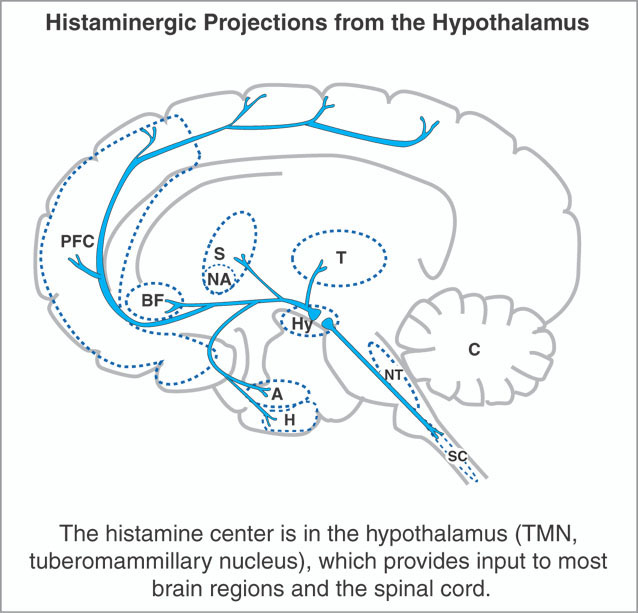 Histaminergic Projections from the Hypothalamus
PFC
S
NA
T
BF
Hy
C
NT
A
H
SC
The histamine center is in the hypothalamus (TMN,
tuberomammillary nucleus), which provides input to most
brain regions and the spinal cord.